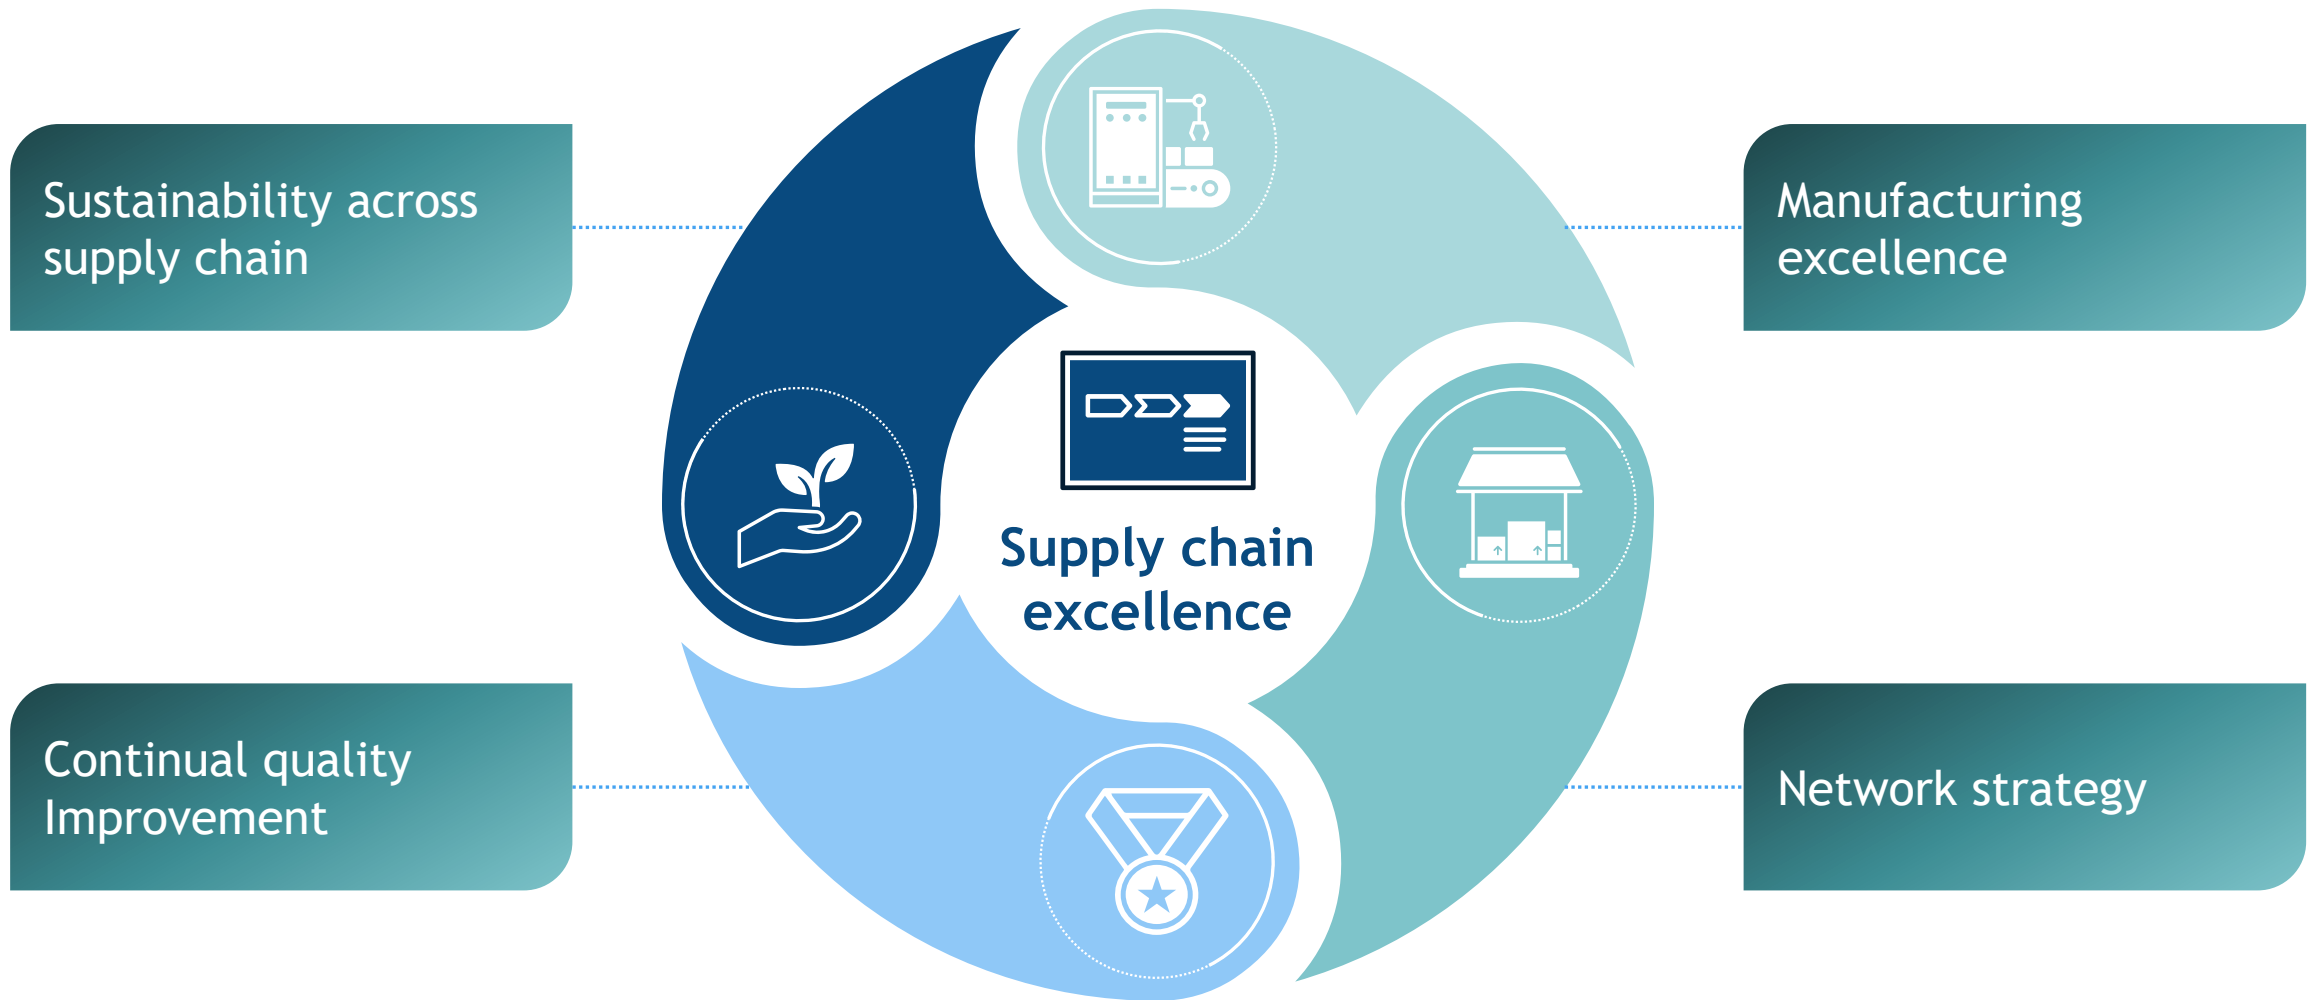 Sustainability across
supply chain
Manufacturing
excellence
Supply chain
excellence
Continual quality
Improvement
Network strategy